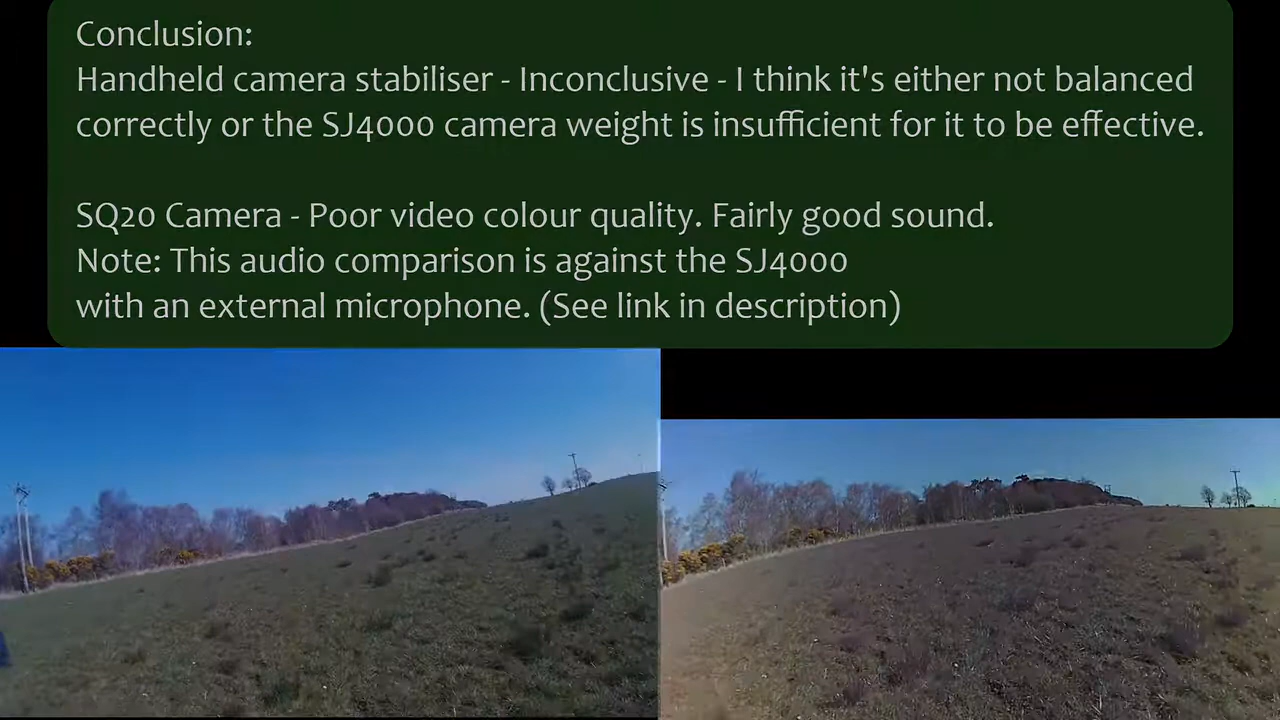 Conclusion:
Handheld camera stabiliser - Inconclusive - I think it's either not balanced
correctly or the SJ4000 camera weight is insufficient for it to be effective.
SQ20 Camera - Poor video colour quality. Fairly good sound.
Note: This audio comparison is against the SJ4000
with an external microphone. (See link in description)